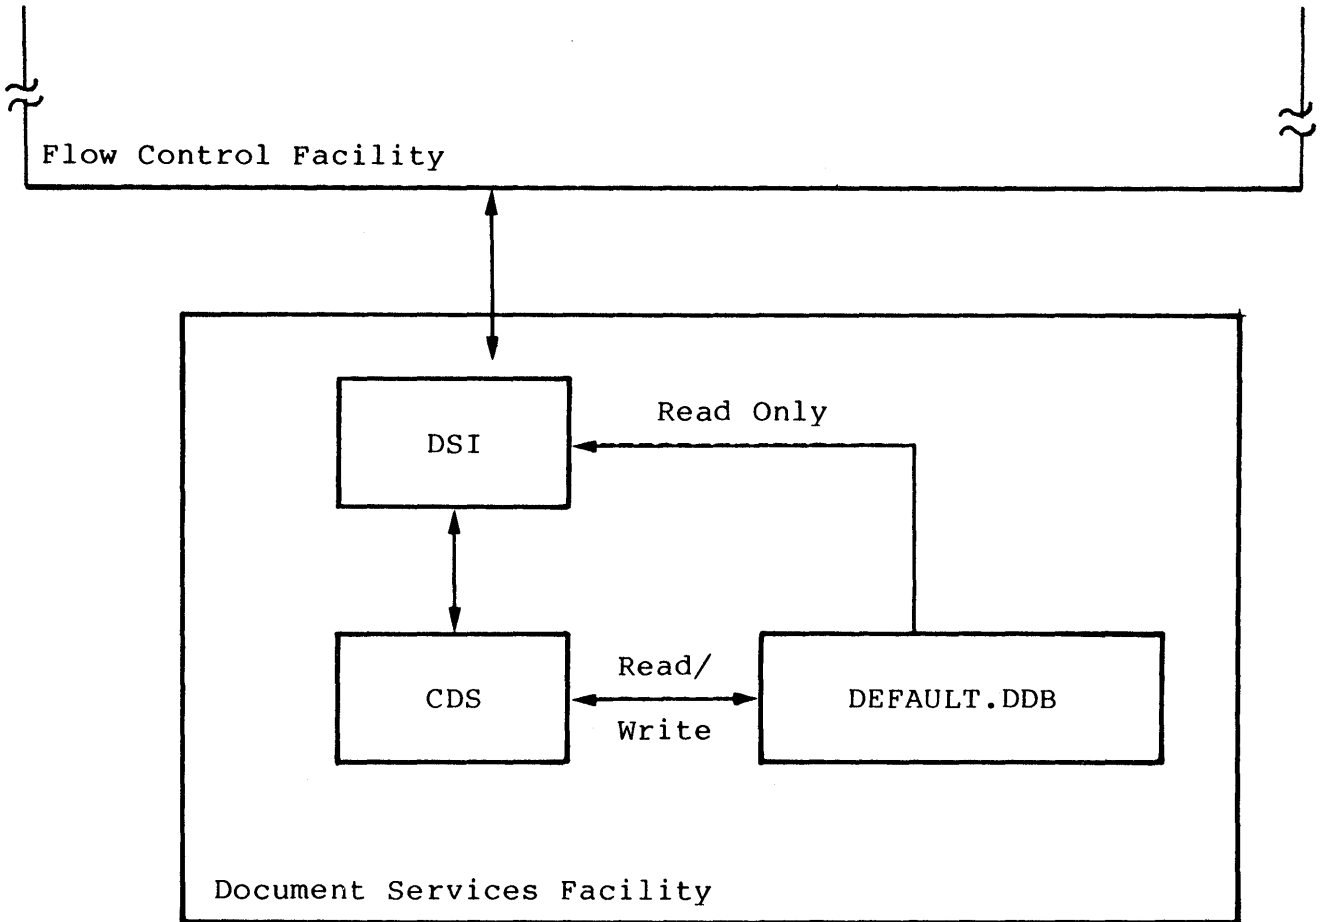 Flow Control Facility
DSI
Read Only
CDS
Read/
Write
DEFAULT.DDB
Document Services Facility